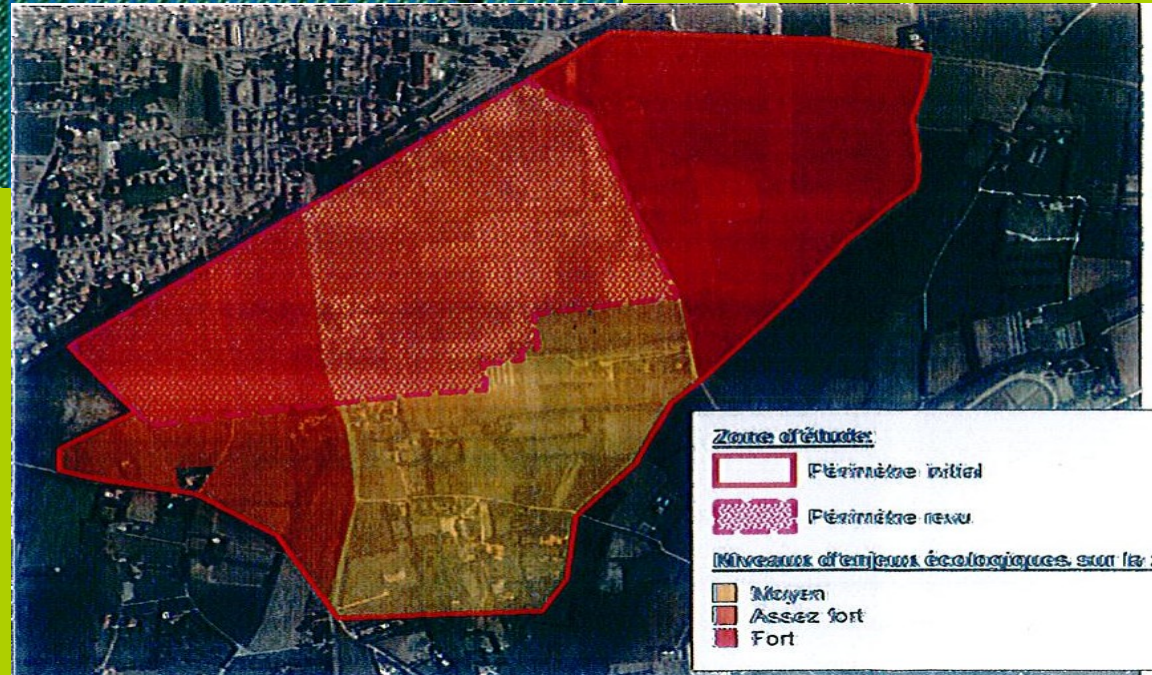 Zone d'étude:
Périmètre initial
Périmètre revu
Niveaux d'enjeux écologiques sur la
Moyen
Assez fort
Fort